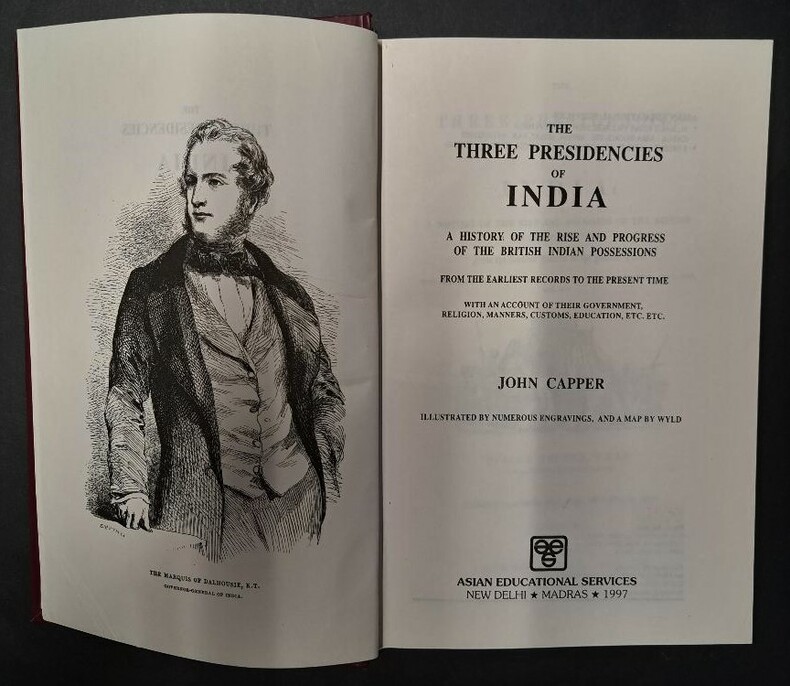 THE MARQUIS OF DALHOUSIE, K.T.
GOVERNOR-GENERAL OF INDIA.
THE
THREE PRESIDENCIES
OF
INDIA
A HISTORY OF THE RISE AND PROGRESS
OF THE BRITISH INDIAN POSSESSIONS
FROM THE EARLIEST RECORDS TO THE PRESENT TIME
WITH AN ACCOUNT OF THEIR GOVERNMENT,
RELIGION, MANNERS, CUSTOMS, EDUCATION, ETC. ETC.
JOHN CAPPER
ILLUSTRATED BY NUMEROUS ENGRAVINGS, AND A MAP BY WYLD
ASIAN EDUCATIONAL SERVICES
NEW DELHI ★ MADRAS ★ 1997